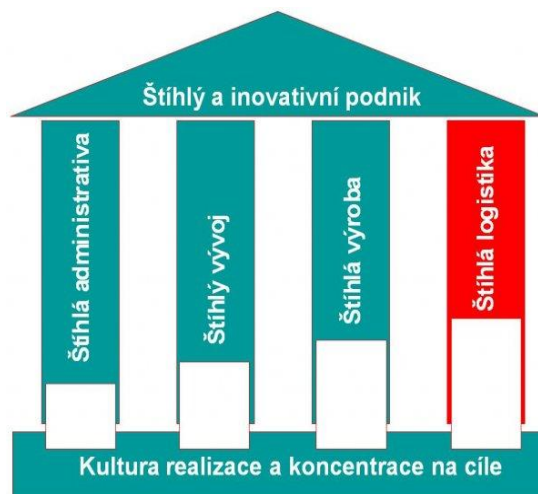 Štíhlý a inovativní podnik
Štíhlá administrativa
Štíhlý vývoj
Štíhlá výroba
Štíhlá logistika
Kultura realizace a koncentrace na cíle